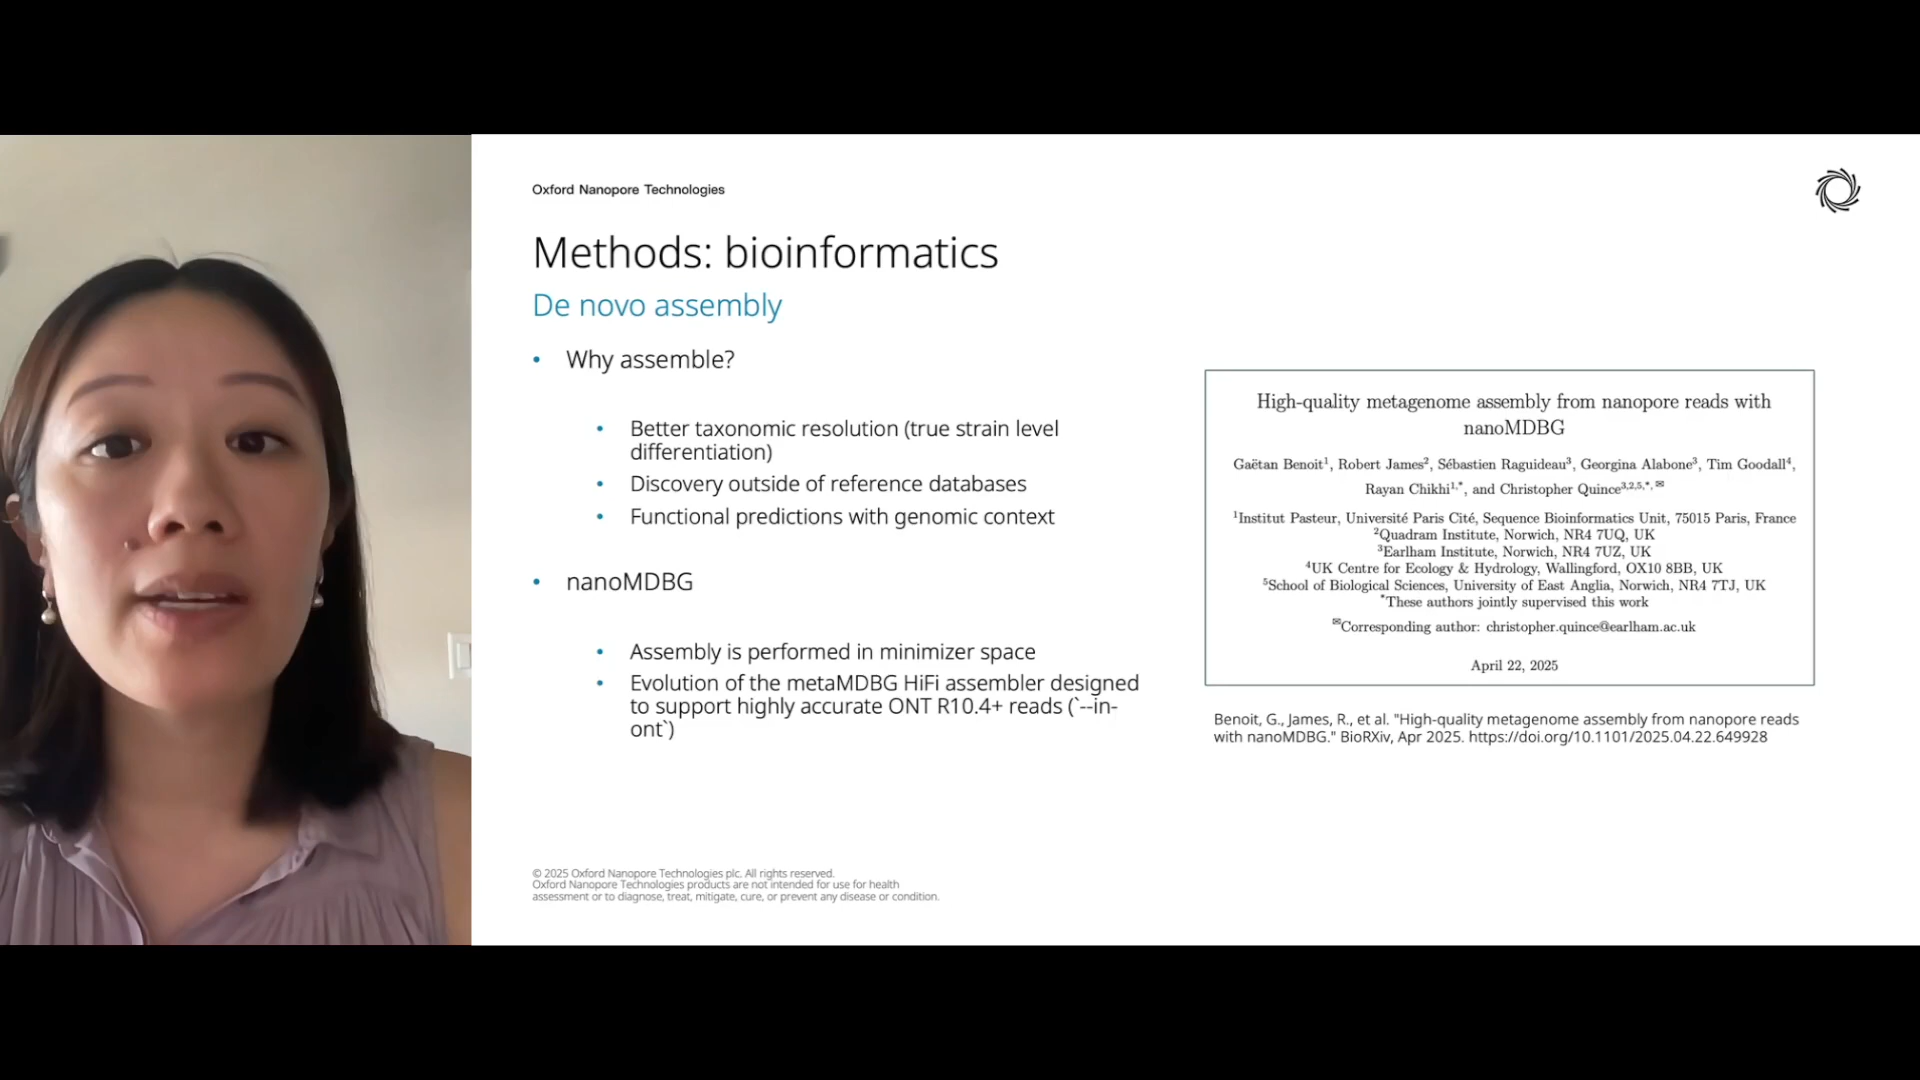 Oxford Nanopore Technologies
Methods: bioinformatics
De novo assembly
• Why assemble?
• Better taxonomic resolution (true strain level
differentiation)
• Discovery outside of reference databases
• Functional predictions with genomic context
• nanoMDBG
• Assembly is performed in minimizer space
• Evolution of the metaMDBG HiFi assembler designed
to support highly accurate ONT R10.4+ reads (`--in-
ont`)
High-quality metagenome assembly from nanopore reads with
nanoMDBG
Gaëtan Benoit¹, Robert James², Sébastien Raguideau³, Georgina Alabone³, Tim Goodall⁴,
Rayan Chikhi¹,*, and Christopher Quince³,²,⁵,*,✉
¹Institut Pasteur, Université Paris Cité, Sequence Bioinformatics Unit, 75015 Paris, France
²Quadram Institute, Norwich, NR4 7UQ, UK
³Earlham Institute, Norwich, NR4 7UZ, UK
⁴UK Centre for Ecology & Hydrology, Wallingford, OX10 8BB, UK
⁵School of Biological Sciences, University of East Anglia, Norwich, NR4 7TJ, UK
*These authors jointly supervised this work
✉Corresponding author: christopher.quince@earlham.ac.uk
April 22, 2025
Benoit, G., James, R., et al. "High-quality metagenome assembly from nanopore reads
with nanoMDBG." BioRXiv, Apr 2025. https://doi.org/10.1101/2025.04.22.649928
© 2025 Oxford Nanopore Technologies plc. All rights reserved.
Oxford Nanopore Technologies products are not intended for use for health
assessment or to diagnose, treat, mitigate, cure, or prevent any disease or condition.